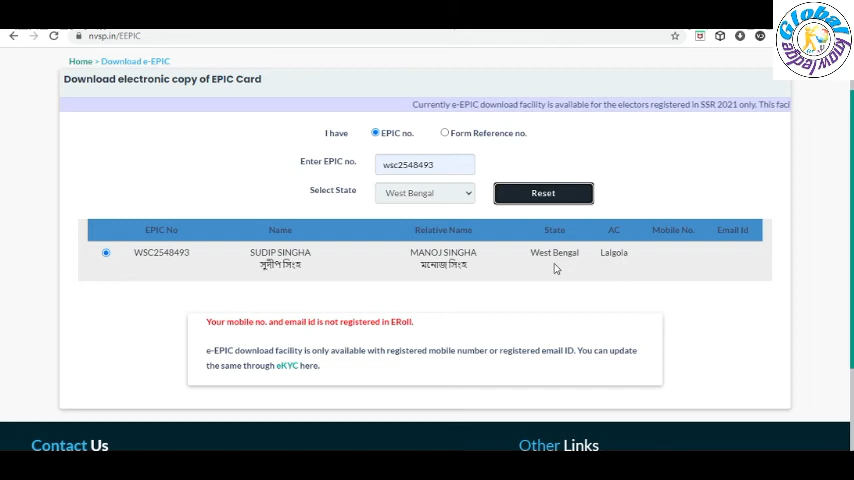 nvsp.in/EEPIC
Global
knowledge
Home > Download e-EPIC
Download electronic copy of EPIC Card
Currently e-EPIC download facility is available for the electors registered in SSR 2021 only. This faci
I have EPIC no. Form Reference no.
Enter EPIC no. wsc2548493
Select State West Bengal Reset
EPIC No Name Relative Name State AC Mobile No. Email Id
WSC2548493 SUDIP SINGHA MANOJ SINGHA West Bengal Lalgola
সুদীপ সিংহ মনোজ সিংহ
Your mobile no. and email id is not registered in ERoll.
e-EPIC download facility is only available with registered mobile number or registered email ID. You can update
the same through eKYC here.
Contact Us Other Links